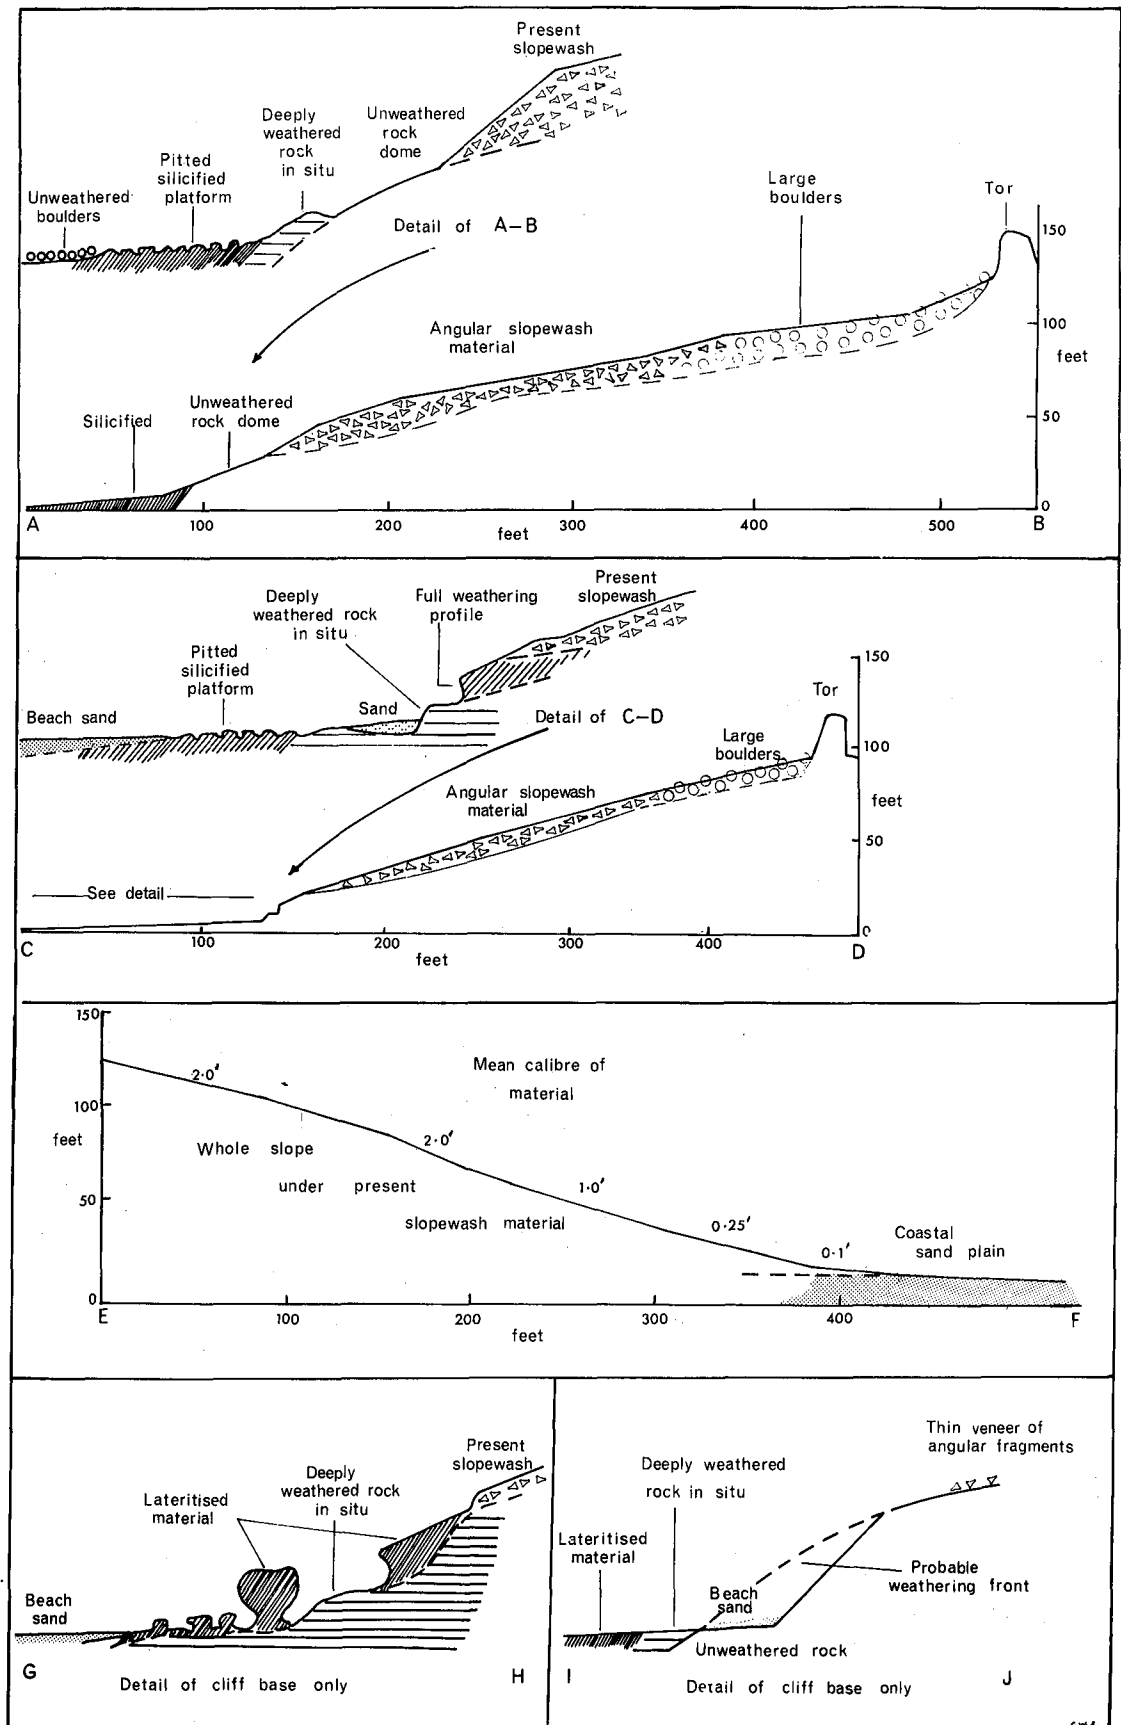 Present
slopewash
Deeply
weathered
rock
in situ
Unweathered
rock
dome
Pitted
silicified
platform
Unweathered
boulders
Large
boulders
Tor
Detail of A-B
150
100
feet
50
0
Angular slopewash
material
Silicified
Unweathered
rock dome
A
100
200
300
400
500
B
feet
Present
slopewash
Deeply
weathered rock
in situ
Full weathering
profile
Pitted
silicified
platform
Beach sand
Sand
Detail of C-D
150
Tor
100
Large
boulders
feet
Angular slopewash
material
50
See detail
0
C
100
200
300
400
D
feet
150
2·0'
Mean calibre of
material
100
feet
Whole slope
under present
slopewash material
2·0'
50
1·0'
0·25'
0·1'
Coastal
sand plain
0
E
100
200
300
400
F
feet
Present
slopewash
Deeply
weathered rock
in situ
Lateritised
material
Beach
sand
G
H
Detail of cliff base only
Thin veneer of
angular fragments
Deeply weathered
rock in situ
Lateritised
material
Probable
weathering front
Beach
sand
Unweathered rock
I
J
Detail of cliff base only